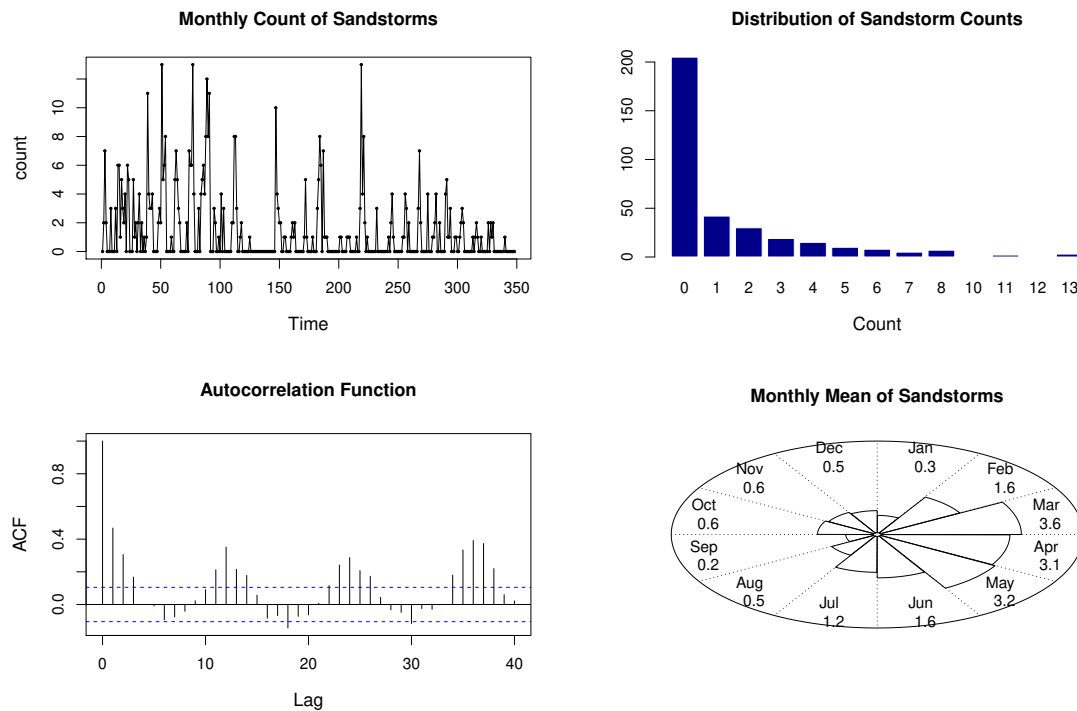 Monthly Count of Sandstorms
count
0 2 4 6 8 10
0 50 100 150 200 250 300 350
Time
Distribution of Sandstorm Counts
0 50 100 150 200
0 1 2 3 4 5 6 7 8 10 11 12 13
Count
Autocorrelation Function
ACF
0.0 0.4 0.8
0 10 20 30 40
Lag
Monthly Mean of Sandstorms
Jan
0.3
Feb
1.6
Mar
3.6
Apr
3.1
May
3.2
Jun
1.6
Jul
1.2
Aug
0.5
Sep
0.2
Oct
0.6
Nov
0.6
Dec
0.5